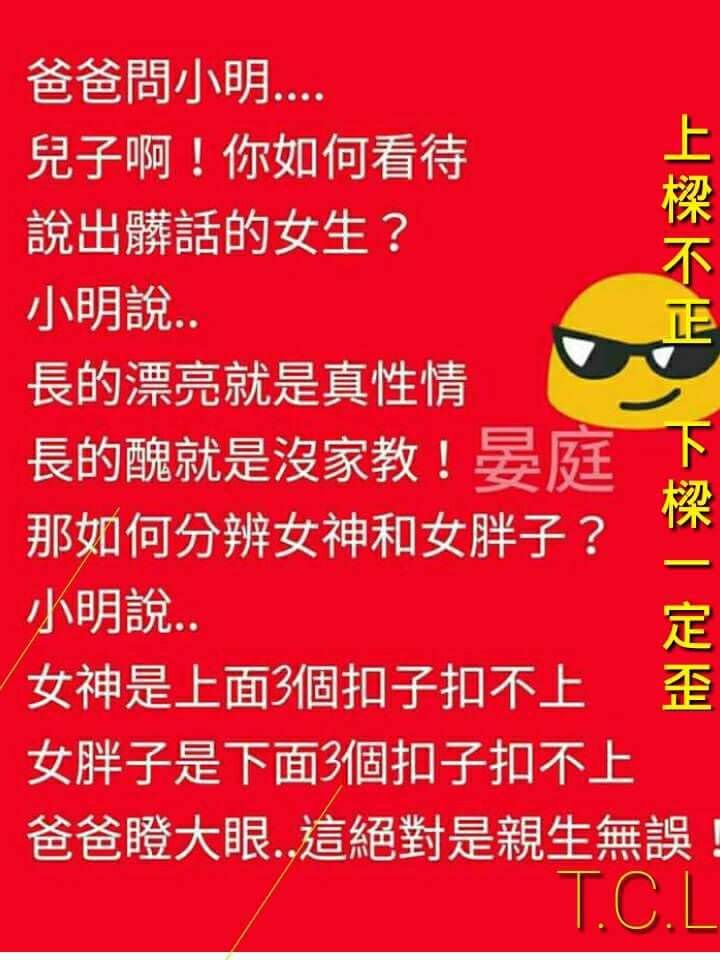 爸爸問小明....
兒子啊！你如何看待
說出髒話的女生？
小明說..
長的漂亮就是真性情
長的醜就是沒家教！
晏庭
那如何分辨女神和女胖子？
小明說..
女神是上面3個扣子扣不上
女胖子是下面3個扣子扣不上
爸爸瞪大眼..這絕對是親生無誤！
上樑不正 下樑一定歪
T.C.L